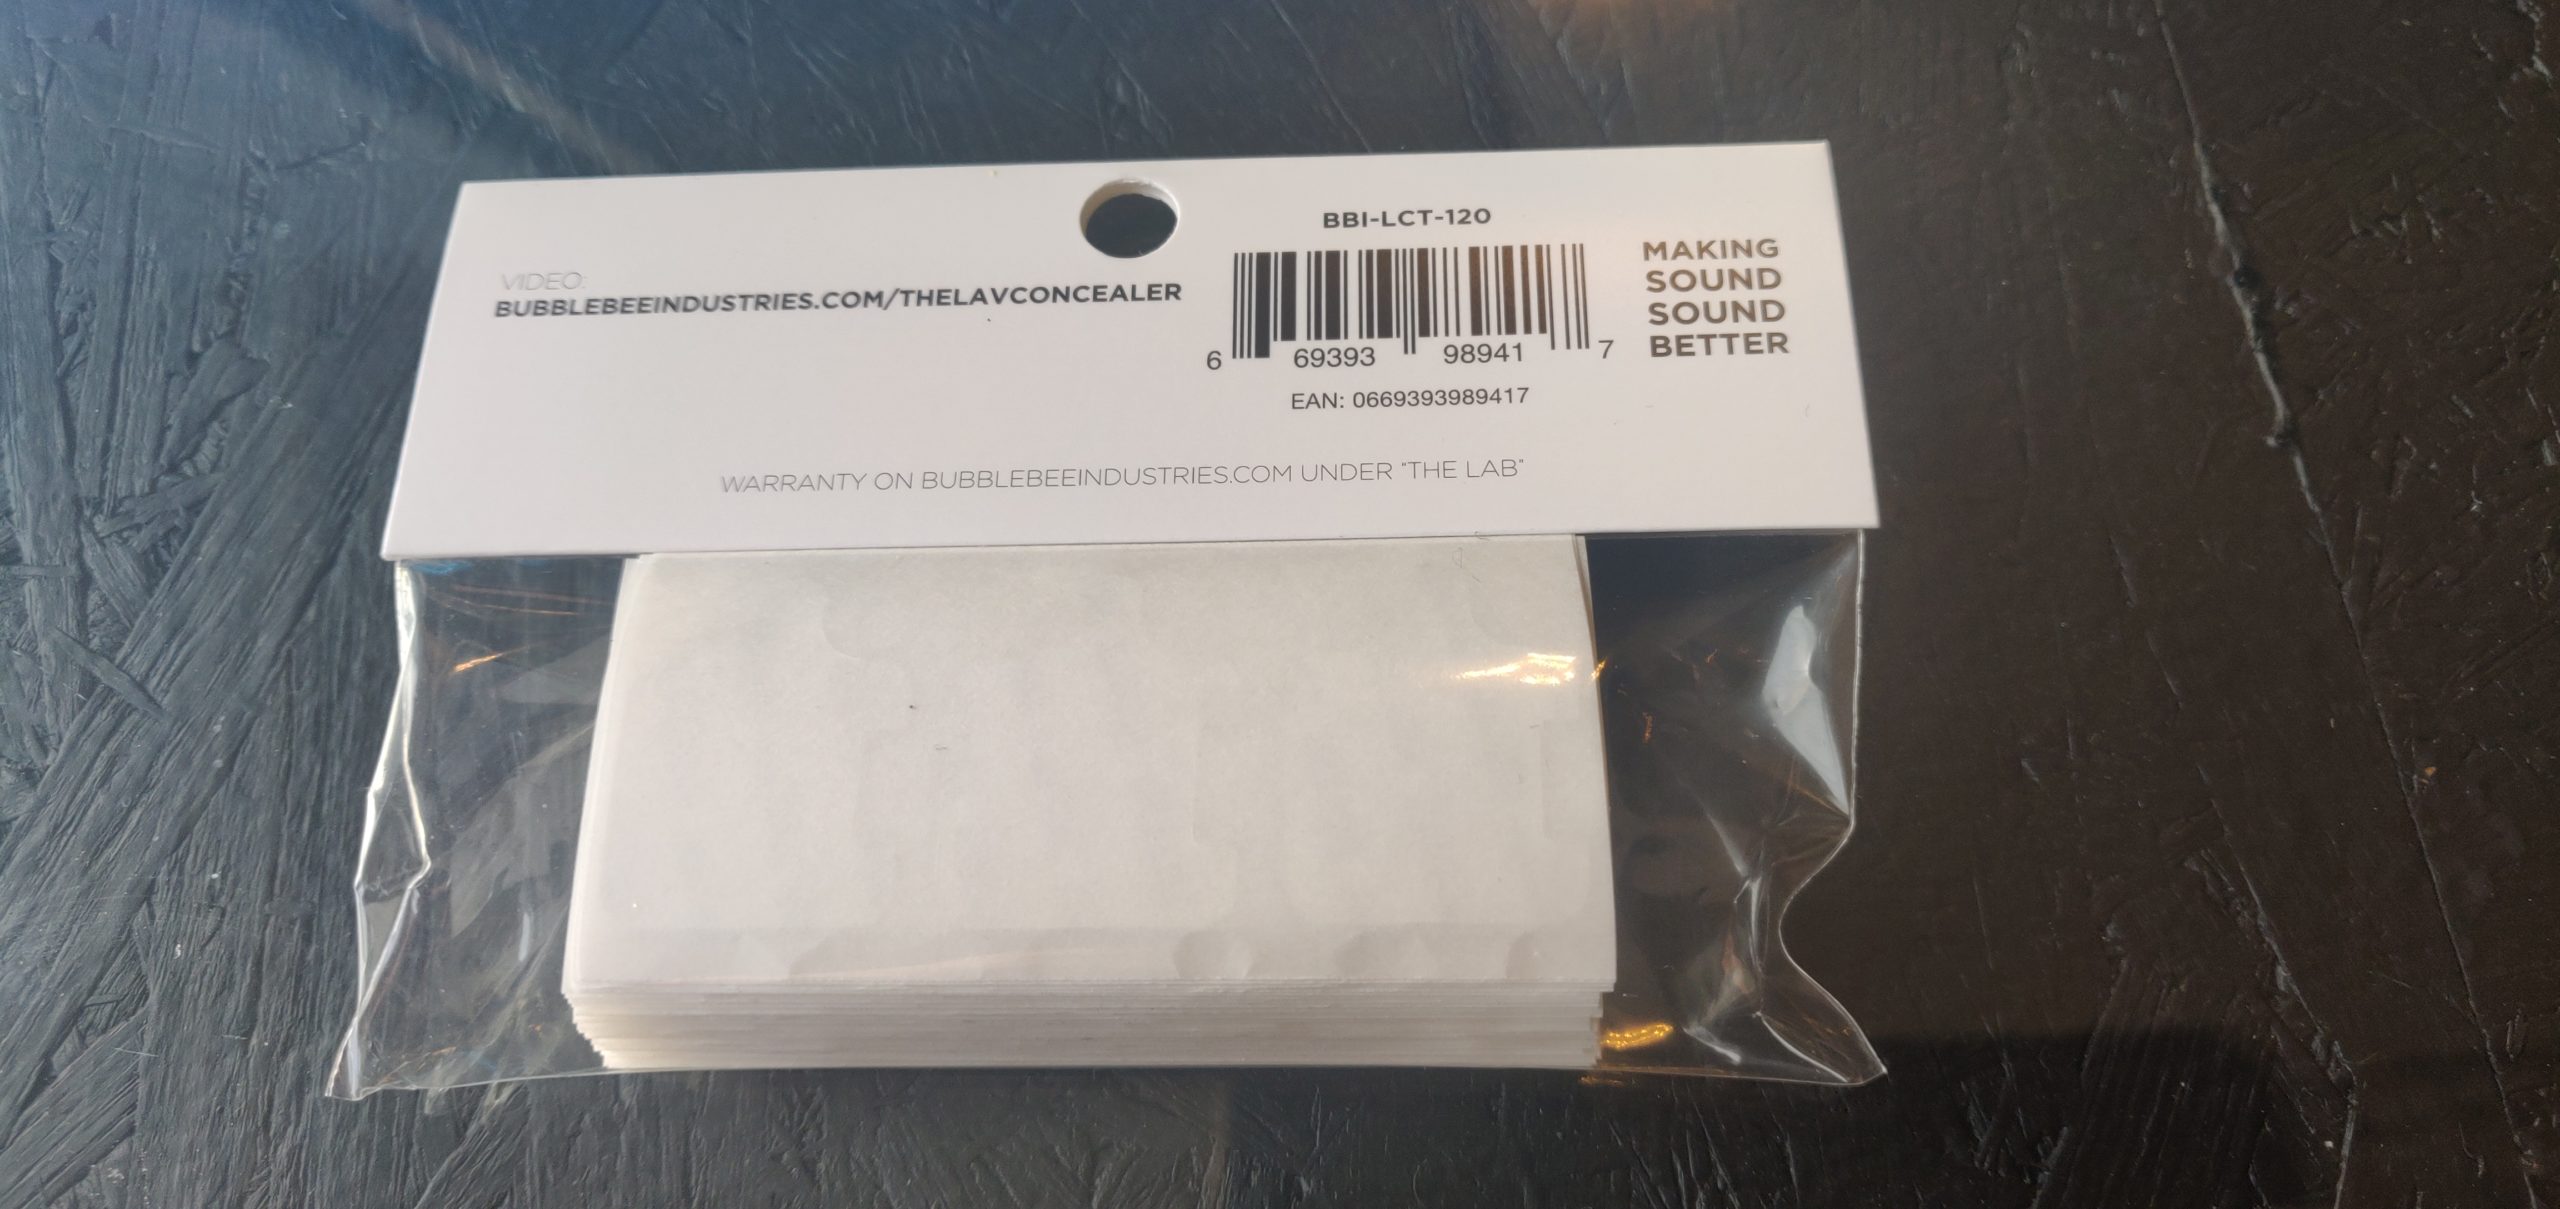 VIDEO:
BUBBLEBEEINDUSTRIES.COM/THELAVCONCEALER
BBI-LCT-120
6 69393 98941 7
EAN: 0669393989417
MAKING
SOUND
SOUND
BETTER
WARRANTY ON BUBBLEBEEINDUSTRIES.COM UNDER "THE LAB"